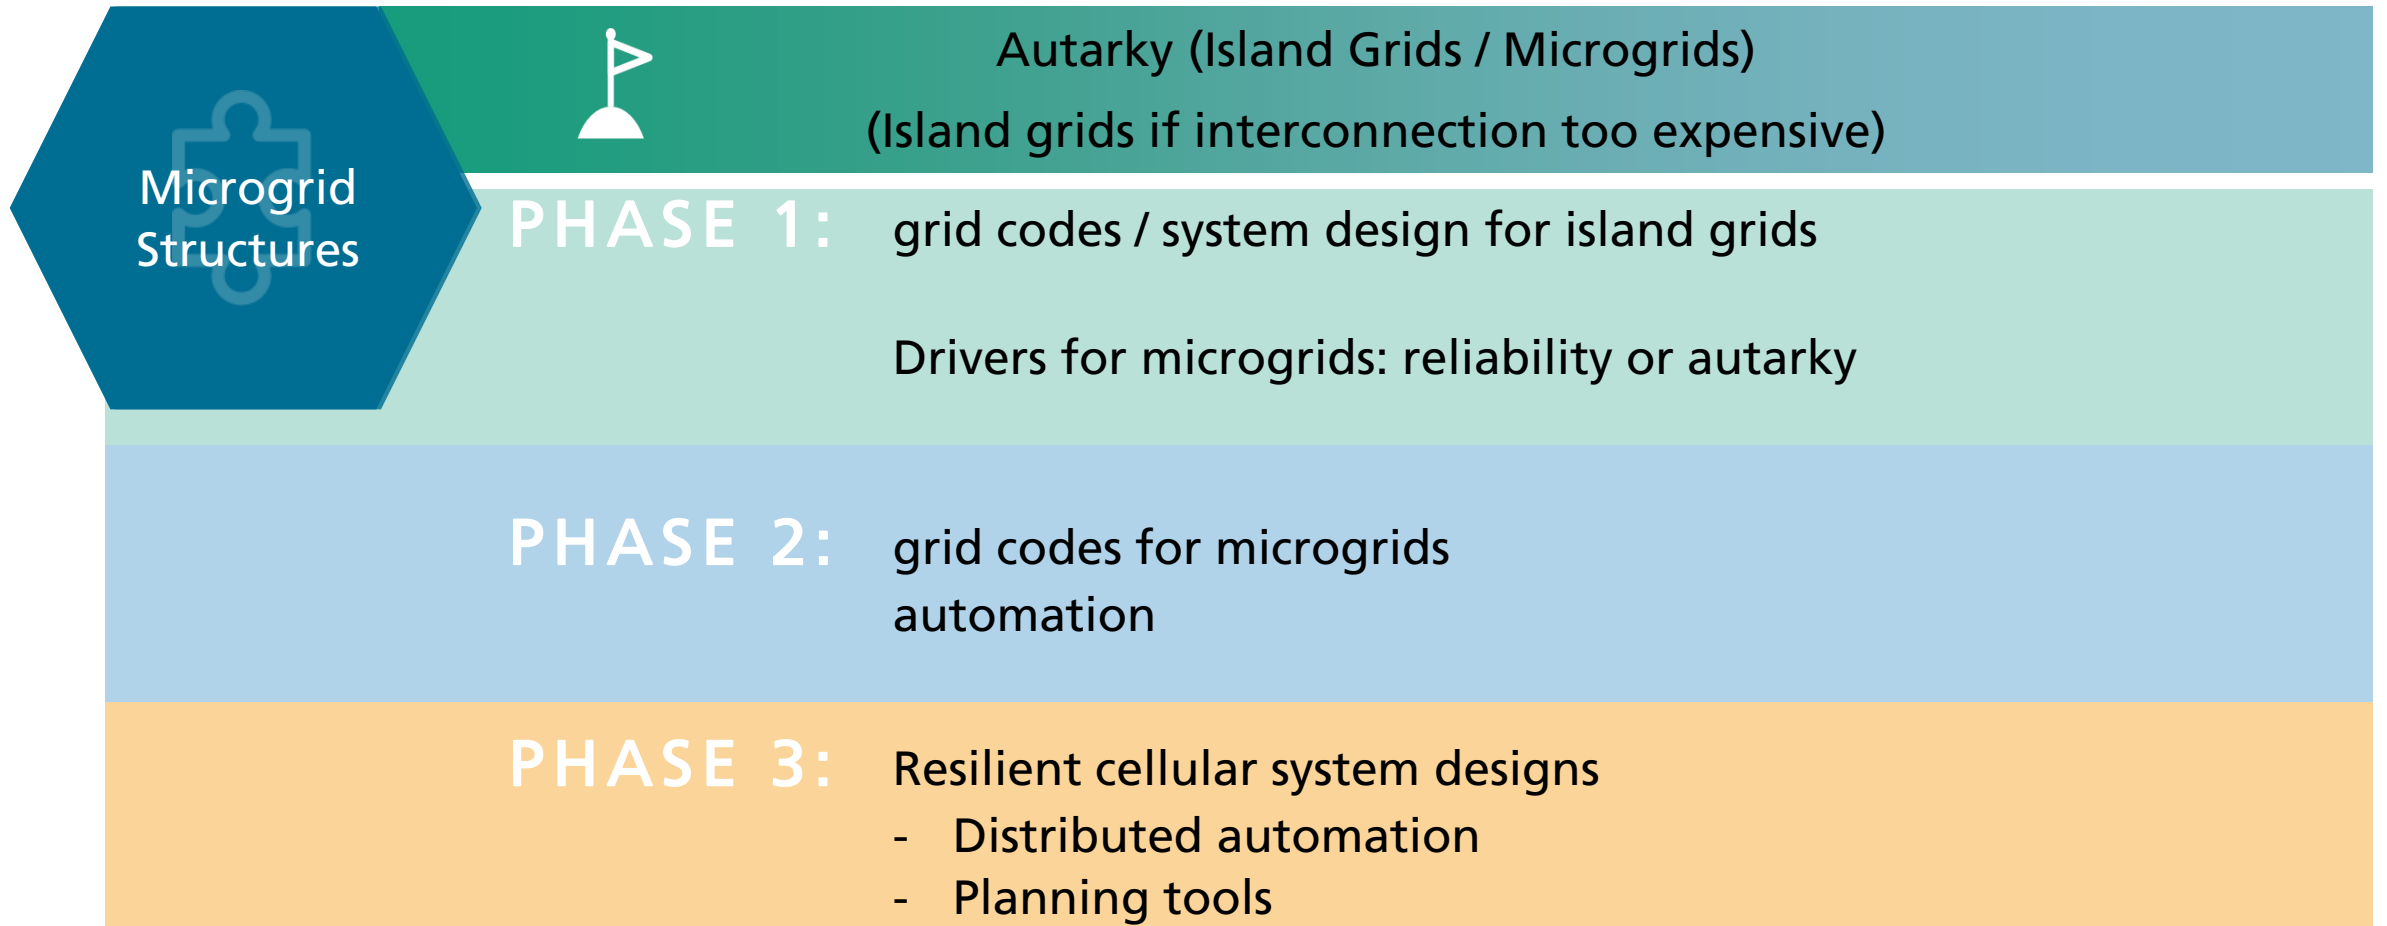 Microgrid
Structures
Autarky (Island Grids / Microgrids)
(Island grids if interconnection too expensive)
PHASE 1: grid codes / system design for island grids
Drivers for microgrids: reliability or autarky
PHASE 2: grid codes for microgrids
automation
PHASE 3: Resilient cellular system designs
- Distributed automation
- Planning tools